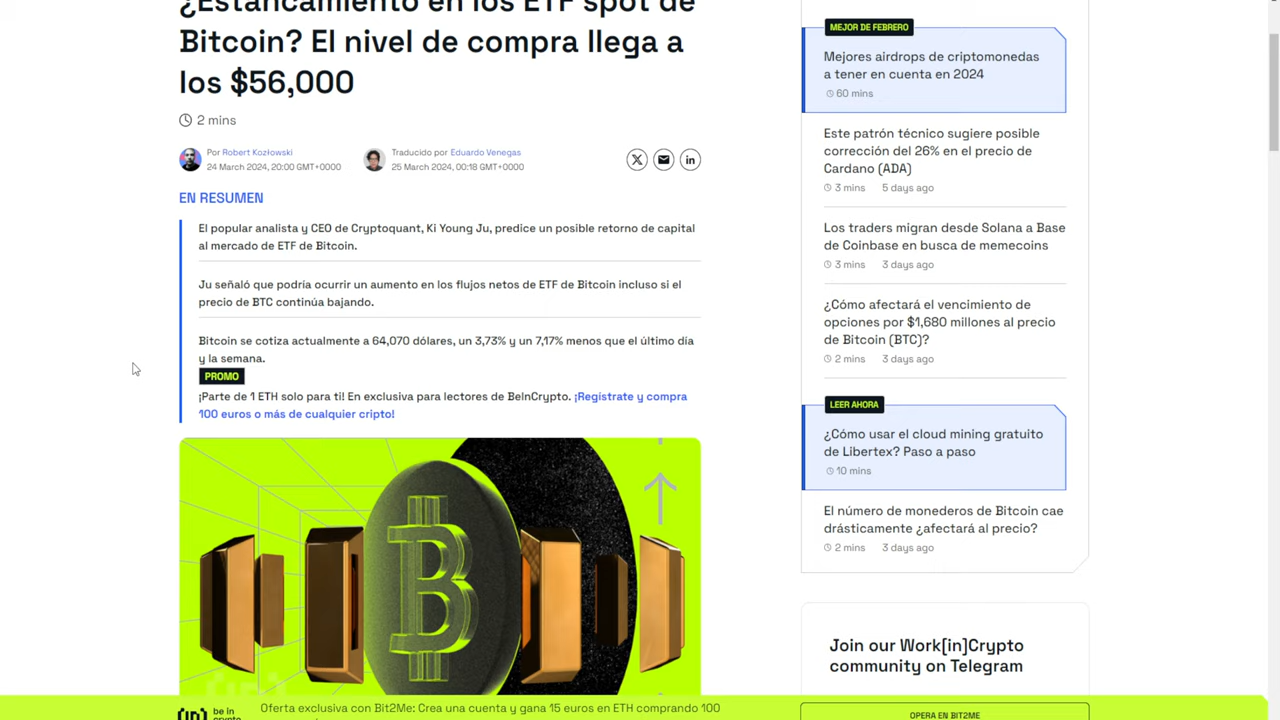 ¿Estancamiento en los ETF spot de
Bitcoin? El nivel de compra llega a
los $56,000
2 mins
Por Robert Kozłowski
24 March 2024, 20:00 GMT+0000
Traducido por Eduardo Venegas
25 March 2024, 00:18 GMT+0000
EN RESUMEN
El popular analista y CEO de Cryptoquant, Ki Young Ju, predice un posible retorno de capital
al mercado de ETF de Bitcoin.
Ju señaló que podría ocurrir un aumento en los flujos netos de ETF de Bitcoin incluso si el
precio de BTC continúa bajando.
Bitcoin se cotiza actualmente a 64,070 dólares, un 3,73% y un 7,17% menos que el último día
y la semana.
PROMO
¡Parte de 1 ETH solo para ti! En exclusiva para lectores de BeInCrypto. ¡Regístrate y compra
100 euros o más de cualquier cripto!
MEJOR DE FEBRERO
Mejores airdrops de criptomonedas
a tener en cuenta en 2024
60 mins
Este patrón técnico sugiere posible
corrección del 26% en el precio de
Cardano (ADA)
3 mins 5 days ago
Los traders migran desde Solana a Base
de Coinbase en busca de memecoins
3 mins 3 days ago
¿Cómo afectará el vencimiento de
opciones por $1,680 millones al precio
de Bitcoin (BTC)?
2 mins 3 days ago
LEER AHORA
¿Cómo usar el cloud mining gratuito
de Libertex? Paso a paso
10 mins
El número de monederos de Bitcoin cae
drásticamente ¿afectará al precio?
2 mins 3 days ago
Join our Work[in]Crypto
community on Telegram
be in
crypto
Oferta exclusiva con Bit2Me: Crea una cuenta y gana 15 euros en ETH comprando 100
OPERA EN BIT2ME